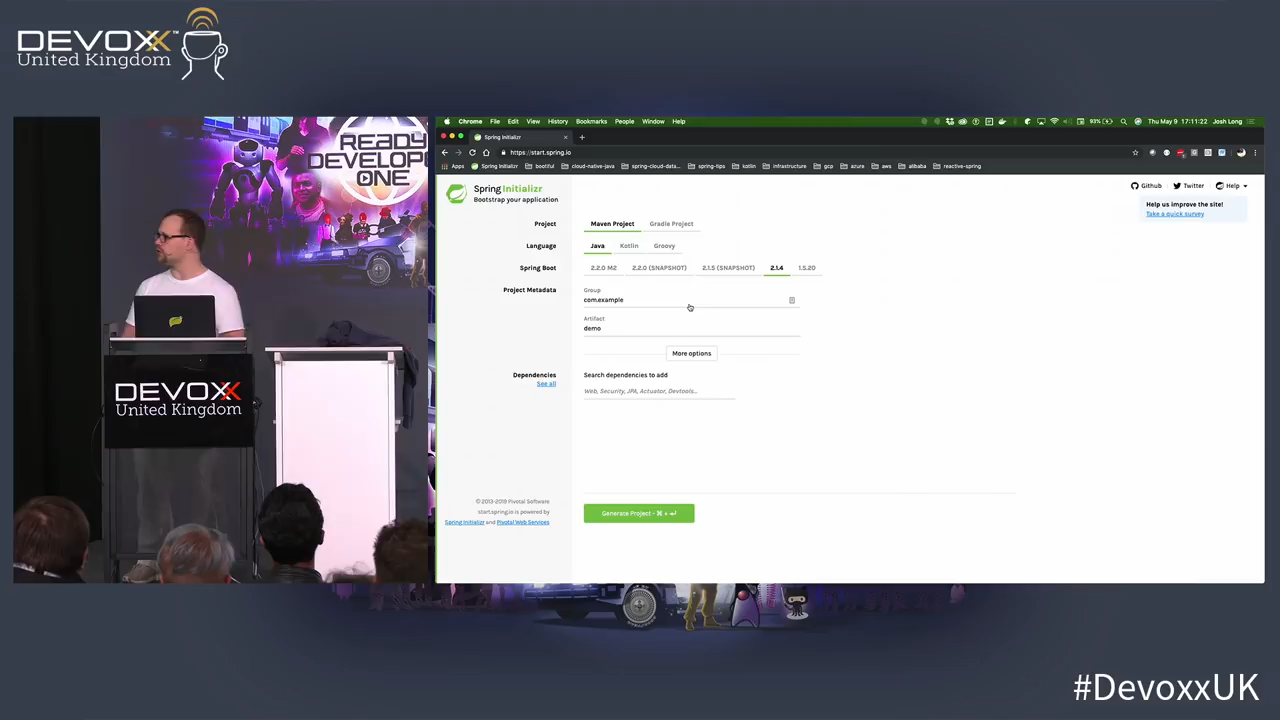 DEVOXX™
United Kingdom
READY
DEVELOPE
ONE
DEVOXX
United Kingdom
Chrome File Edit View History Bookmarks People Window Help
93% Thu May 9 17:11:22 Josh Long
Spring Initializr
https://start.spring.io
Apps Spring Initializr bootiful cloud-native-java spring-cloud-data... spring-tips kotlin infrastructure gcp azure aws alibaba reactive-spring
Spring Initializr
Bootstrap your application
Github Twitter Help
Help us improve the site!
Take a quick survey
Project Maven Project Gradle Project
Language Java Kotlin Groovy
Spring Boot 2.2.0 M2 2.2.0 (SNAPSHOT) 2.1.5 (SNAPSHOT) 2.1.4 1.5.20
Project Metadata Group
com.example
Artifact
demo
More options
Dependencies Search dependencies to add
See all
Web, Security, JPA, Actuator, Devtools...
© 2013-2019 Pivotal Software
start.spring.io is powered by
Spring Initializr and Pivotal Web Services
Generate Project - ⌘ + ↵
#DevoxxUK